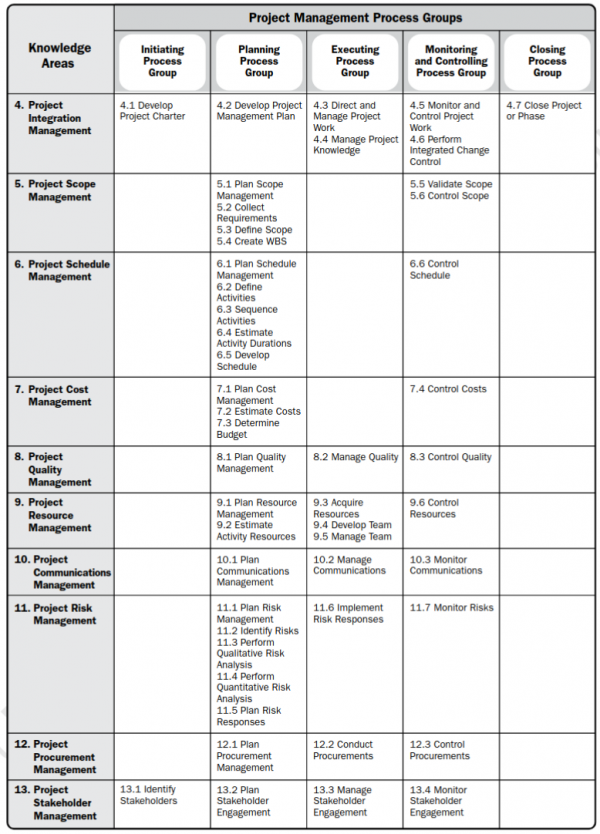 Project Management Process Groups
Knowledge
Areas
Initiating
Process
Group
Planning
Process
Group
Executing
Process
Group
Monitoring
and Controlling
Process Group
Closing
Process
Group
4. Project
Integration
Management
4.1 Develop
Project Charter
4.2 Develop Project
Management Plan
4.3 Direct and
Manage Project
Work
4.4 Manage Project
Knowledge
4.5 Monitor and
Control Project
Work
4.6 Perform
Integrated Change
Control
4.7 Close Project
or Phase
5. Project Scope
Management
5.1 Plan Scope
Management
5.2 Collect
Requirements
5.3 Define Scope
5.4 Create WBS
5.5 Validate Scope
5.6 Control Scope
6. Project Schedule
Management
6.1 Plan Schedule
Management
6.2 Define
Activities
6.3 Sequence
Activities
6.4 Estimate
Activity Durations
6.5 Develop
Schedule
6.6 Control
Schedule
7. Project Cost
Management
7.1 Plan Cost
Management
7.2 Estimate Costs
7.3 Determine
Budget
7.4 Control Costs
8. Project
Quality
Management
8.1 Plan Quality
Management
8.2 Manage Quality
8.3 Control Quality
9. Project
Resource
Management
9.1 Plan Resource
Management
9.2 Estimate
Activity Resources
9.3 Acquire
Resources
9.4 Develop Team
9.5 Manage Team
9.6 Control
Resources
10. Project
Communications
Management
10.1 Plan
Communications
Management
10.2 Manage
Communications
10.3 Monitor
Communications
11. Project Risk
Management
11.1 Plan Risk
Management
11.2 Identify Risks
11.3 Perform
Qualitative Risk
Analysis
11.4 Perform
Quantitative Risk
Analysis
11.5 Plan Risk
Responses
11.6 Implement
Risk Responses
11.7 Monitor Risks
12. Project
Procurement
Management
12.1 Plan
Procurement
Management
12.2 Conduct
Procurements
12.3 Control
Procurements
13. Project
Stakeholder
Management
13.1 Identify
Stakeholders
13.2 Plan
Stakeholder
Engagement
13.3 Manage
Stakeholder
Engagement
13.4 Monitor
Stakeholder
Engagement